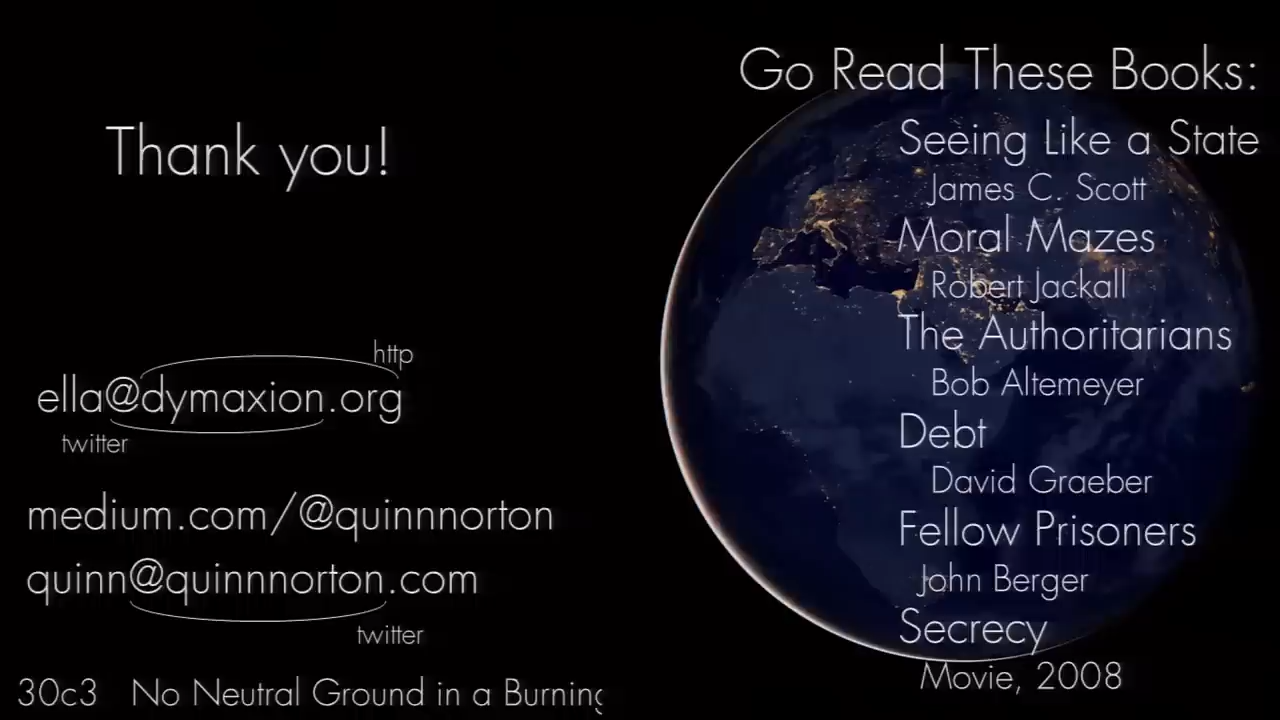 Thank you!
http
ella@dymaxion.org
twitter
medium.com/@quinnnorton
quinn@quinnnorton.com
twitter
30c3 No Neutral Ground in a Burning
Go Read These Books:
Seeing Like a State
James C. Scott
Moral Mazes
Robert Jackall
The Authoritarians
Bob Altemeyer
Debt
David Graeber
Fellow Prisoners
John Berger
Secrecy
Movie, 2008